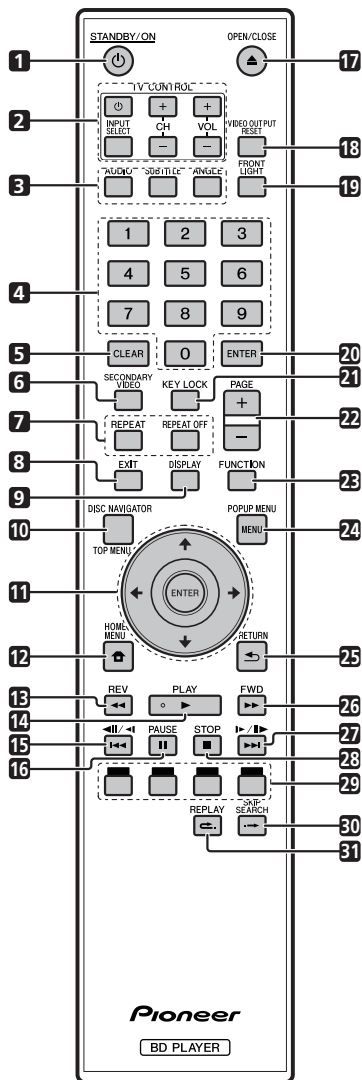 STANDBY/ON OPEN/CLOSE
1 17
TV CONTROL
2 + +
INPUT SELECT CH VOL VIDEO OUTPUT RESET
− − 18
AUDIO SUBTITLE ANGLE FRONT LIGHT
3 19
1 2 3
4 4 5 6
7 8 9
5 CLEAR 0 ENTER 20
SECONDARY VIDEO KEY LOCK PAGE 21
6 + 22
7 REPEAT REPEAT OFF −
8 EXIT DISPLAY FUNCTION 23
9
DISC NAVIGATOR POPUP MENU
10 MENU 24
TOP MENU
11 ENTER
HOME MENU RETURN
12 25
REV PLAY FWD
13 26
14
15 PAUSE STOP 27
16 28
29
REPLAY SKIP SEARCH 30
31
Pioneer
BD PLAYER